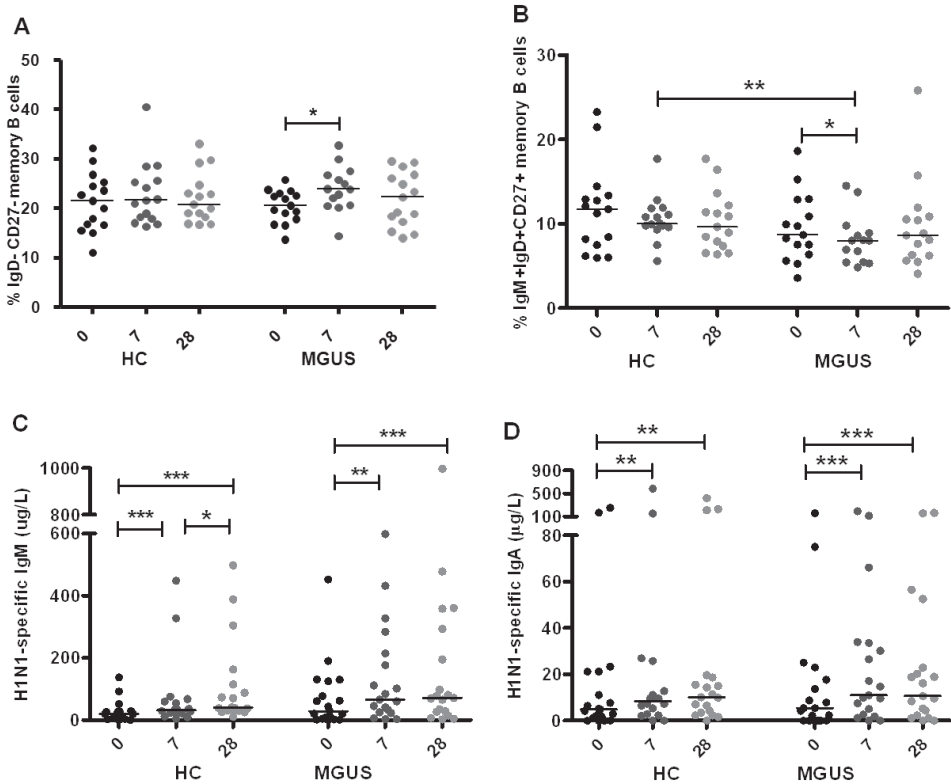 A
% IgD- CD27- memory B cells
50
40
30
20
10
0
*
0 7 28 0 7 28
HC MGUS
B
% IgM+IgD+CD27+ memory B cells
30
20
10
0
**
*
0 7 28 0 7 28
HC MGUS
C
H1N1-specific IgM (ug/L)
1000
800
600
400
200
0
***
***
*
***
**
0 7 28 0 7 28
HC MGUS
D
H1N1-specific IgA (µg/L)
900
500
100
80
60
40
20
0
**
**
***
***
0 7 28 0 7 28
HC MGUS